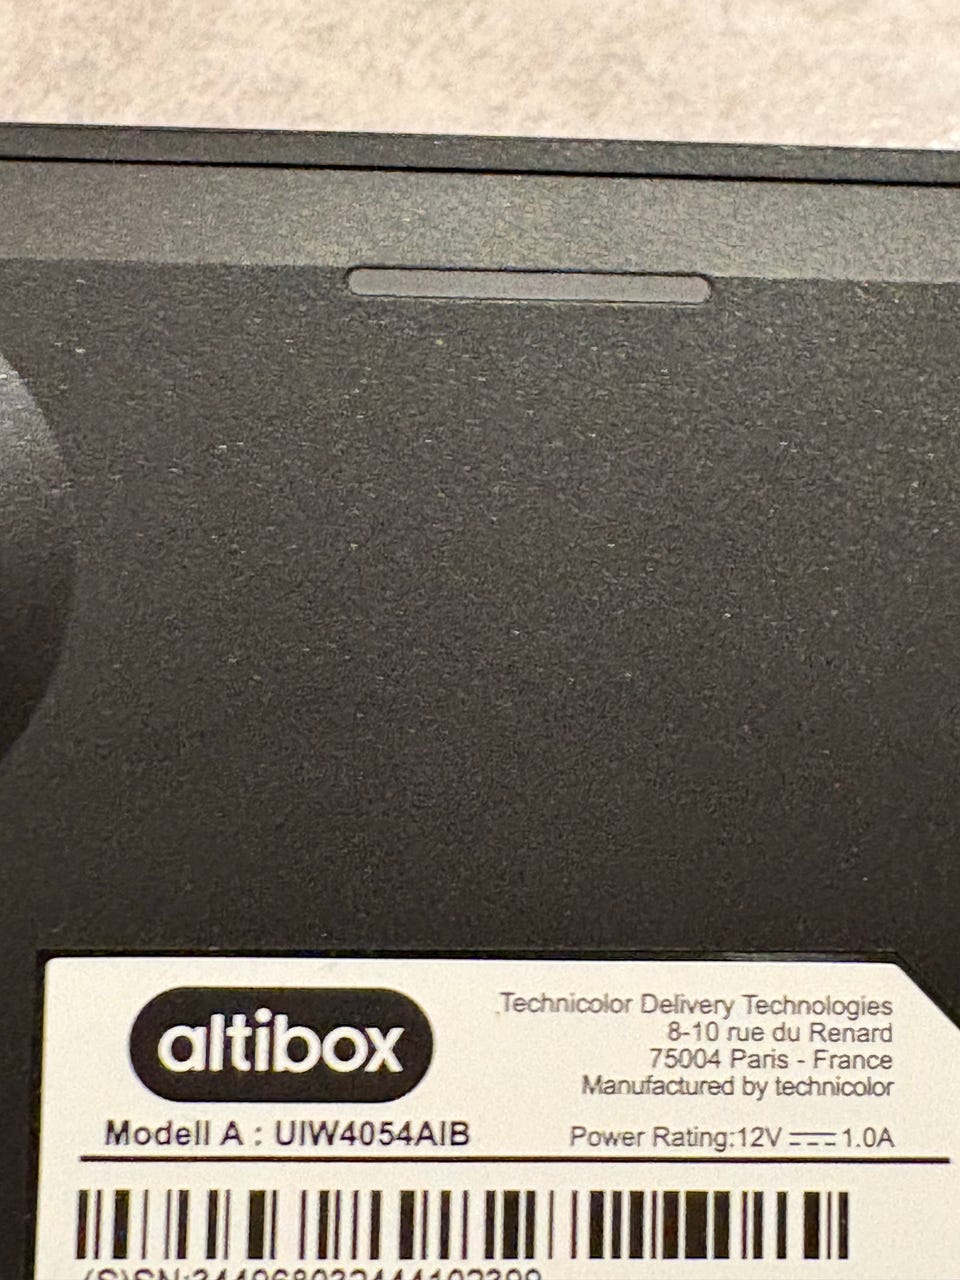 altibox
Technicolor Delivery Technologies
8-10 rue du Renard
75004 Paris - France
Manufactured by technicolor
Modell A : UIW4054AIB
Power Rating:12V ⎓ 1.0A